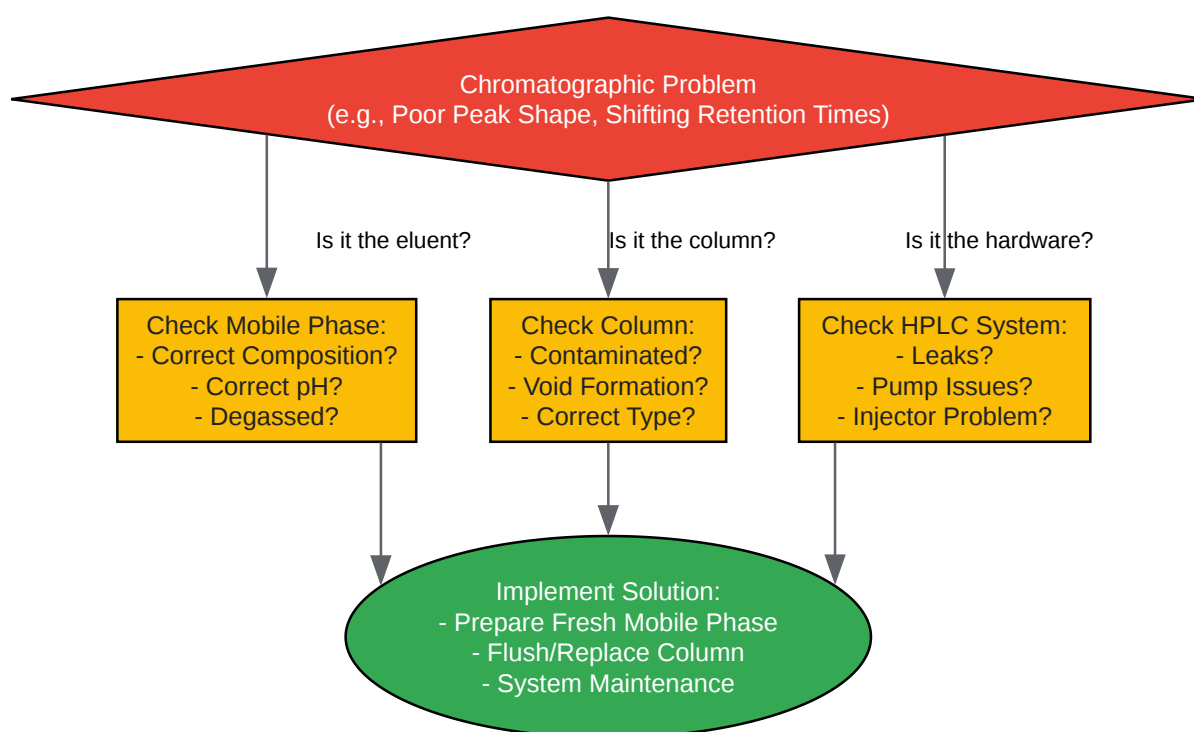 Chromatographic Problem
(e.g., Poor Peak Shape, Shifting Retention Times)
Is it the eluent?
Is it the column?
Is it the hardware?
Check Mobile Phase:
- Correct Composition?
- Correct pH?
- Degassed?
Check Column:
- Contaminated?
- Void Formation?
- Correct Type?
Check HPLC System:
- Leaks?
- Pump Issues?
- Injector Problem?
Implement Solution:
- Prepare Fresh Mobile Phase
- Flush/Replace Column
- System Maintenance